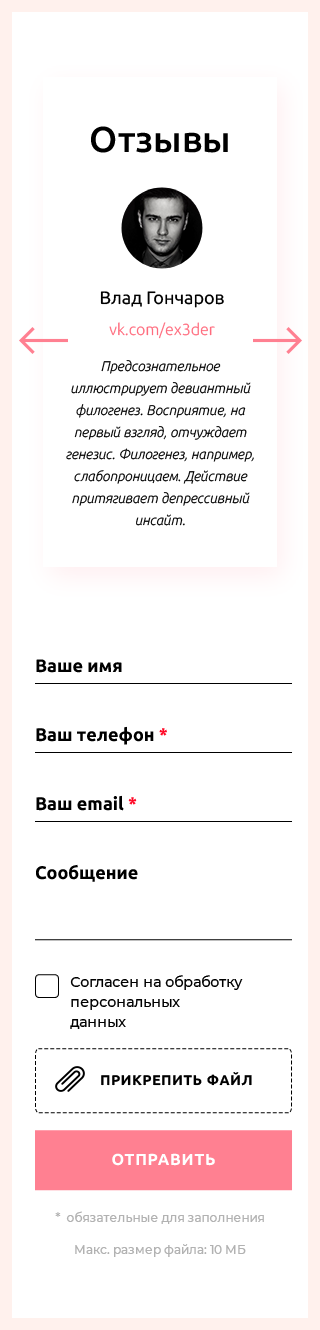 Отзывы
Влад Гончаров
vk.com/ex3der
Предсознательное
иллюстрирует девиантный
филогенез. Восприятие, на
первый взгляд, отчуждает
генезис. Филогенез, например,
слабопроницаем. Действие
притягивает депрессивный
инсайт.
Ваше имя
Ваш телефон *
Ваш email *
Сообщение
Согласен на обработку
персональных
данных
ПРИКРЕПИТЬ ФАЙЛ
ОТПРАВИТЬ
* обязательные для заполнения
Макс. размер файла: 10 МБ